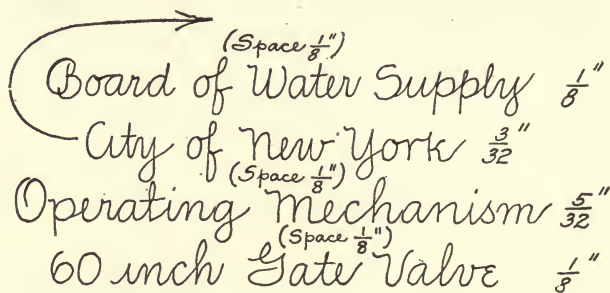 (Space 1/8")
Board of Water Supply 1/8"
City of New York 3/32"
(Space 1/8")
Operating Mechanism 5/32"
(Space 1/8")
60 inch Gate Valve 1/8"